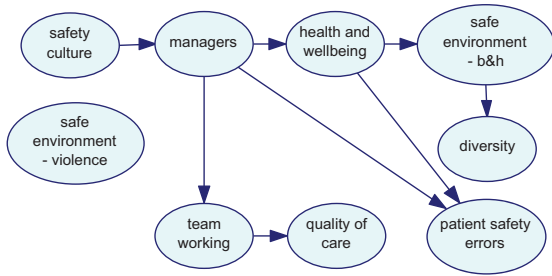 safety
culture
managers
health and
wellbeing
safe
environment
- b&h
safe
environment
- violence
diversity
team
working
quality of
care
patient safety
errors